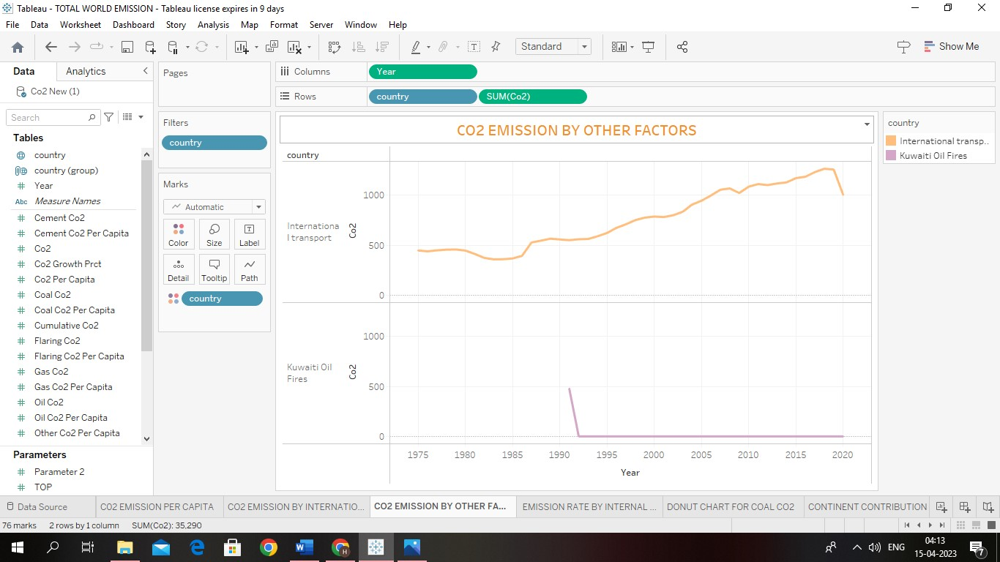 Tableau - TOTAL WORLD EMISSION - Tableau license expires in 9 days
File Data Worksheet Dashboard Story Analysis Map Format Server Window Help
Standard
Show Me
Data Analytics
Co2 New (1)
Search
Tables
country
country (group)
Year
Abc Measure Names
Cement Co2
Cement Co2 Per Capita
Co2
Co2 Growth Prct
Co2 Per Capita
Coal Co2
Coal Co2 Per Capita
Cumulative Co2
Flaring Co2
Flaring Co2 Per Capita
Gas Co2
Gas Co2 Per Capita
Oil Co2
Oil Co2 Per Capita
Other Co2 Per Capita
Parameters
Parameter 2
TOP
Pages
Filters
country
Marks
Automatic
Color Size Label
Detail Tooltip Path
country
Columns Year
Rows country SUM(Co2)
CO2 EMISSION BY OTHER FACTORS
country
Internationa
l transport
Co2
1000
500
0
Kuwaiti Oil
Fires
Co2
1000
500
0
1975 1980 1985 1990 1995 2000 2005 2010 2015 2020
Year
country
International transp..
Kuwaiti Oil Fires
Data Source CO2 EMISSION PER CAPITA CO2 EMISSION BY INTERNATIO... CO2 EMISSION BY OTHER FA... EMISSION RATE BY INTERNAL ... DONUT CHART FOR COAL CO2 CONTINENT CONTRIBUTION
76 marks 2 rows by 1 column SUM(Co2): 35,290
H
ENG
04:13
15-04-2023
7